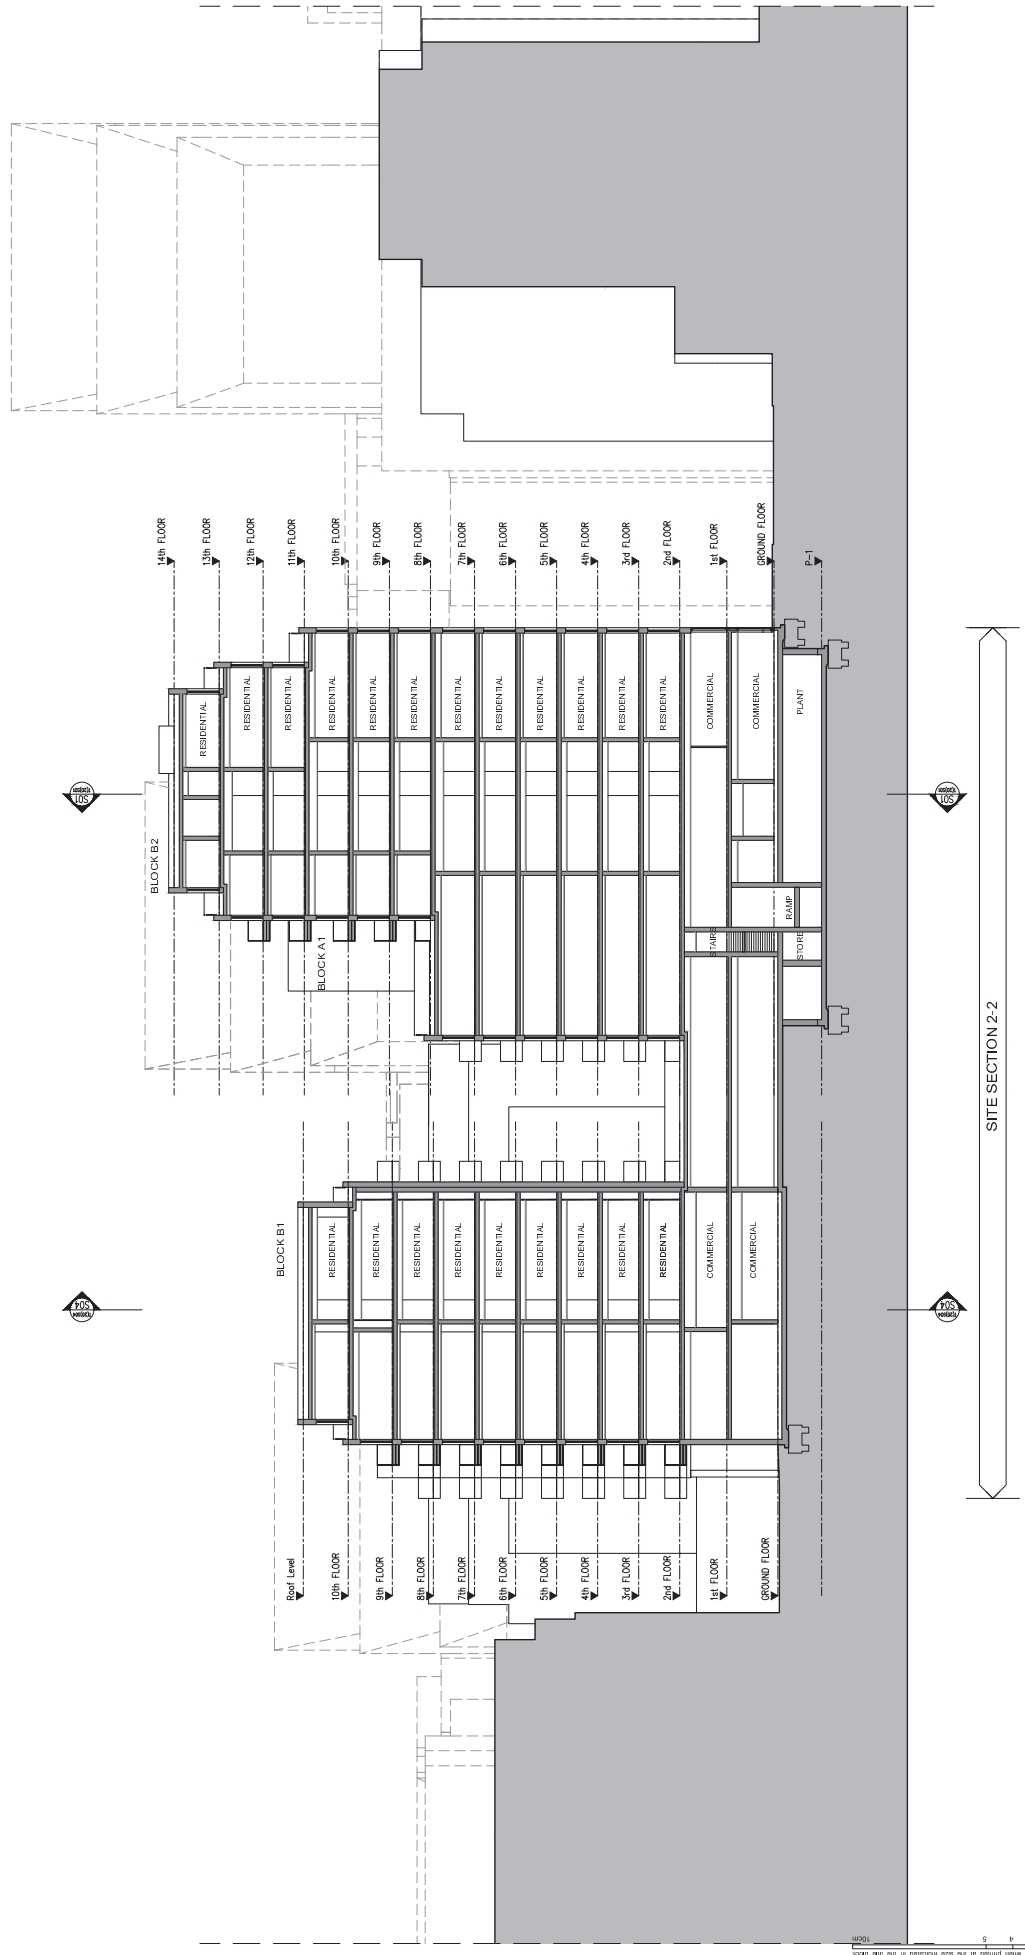 BLOCK B2
BLOCK A1
BLOCK B1
14th FLOOR
13th FLOOR
12th FLOOR
11th FLOOR
10th FLOOR
9th FLOOR
8th FLOOR
7th FLOOR
6th FLOOR
5th FLOOR
4th FLOOR
3rd FLOOR
2nd FLOOR
1st FLOOR
GROUND FLOOR
P-1
RESIDENTIAL
RESIDENTIAL
RESIDENTIAL
RESIDENTIAL
RESIDENTIAL
RESIDENTIAL
RESIDENTIAL
RESIDENTIAL
RESIDENTIAL
RESIDENTIAL
RESIDENTIAL
RESIDENTIAL
COMMERCIAL
COMMERCIAL
PLANT
STAIRS
RAMP
STORE
S01
S01
RESIDENTIAL
RESIDENTIAL
RESIDENTIAL
RESIDENTIAL
RESIDENTIAL
RESIDENTIAL
RESIDENTIAL
RESIDENTIAL
RESIDENTIAL
COMMERCIAL
COMMERCIAL
S04
S04
Roof Level
10th FLOOR
9th FLOOR
8th FLOOR
7th FLOOR
6th FLOOR
5th FLOOR
4th FLOOR
3rd FLOOR
2nd FLOOR
1st FLOOR
GROUND FLOOR
SITE SECTION 2-2
10cm
5
4